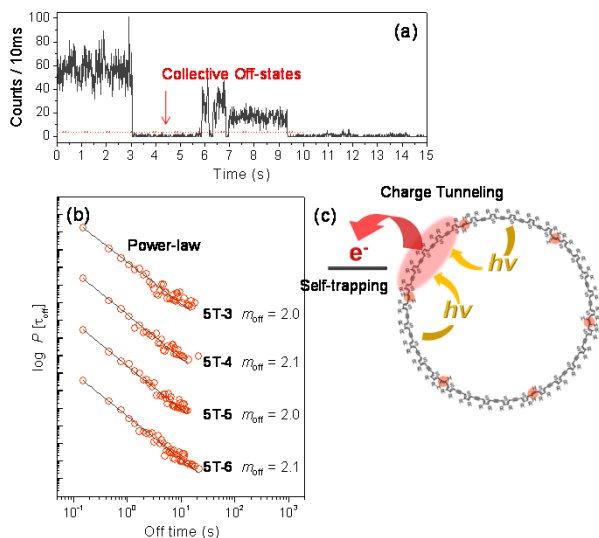 (a)
Counts / 10ms
100
80
60
40
20
0
Collective Off-states
0 1 2 3 4 5 6 7 8 9 10 11 12 13 14 15
Time (s)
(b)
Power-law
log P [τoff]
5T-3 moff = 2.0
5T-4 moff = 2.1
5T-5 moff = 2.0
5T-6 moff = 2.1
10⁻¹ 10⁰ 10¹ 10² 10³
Off time (s)
(c)
Charge Tunneling
e⁻
Self-trapping
hν
hν